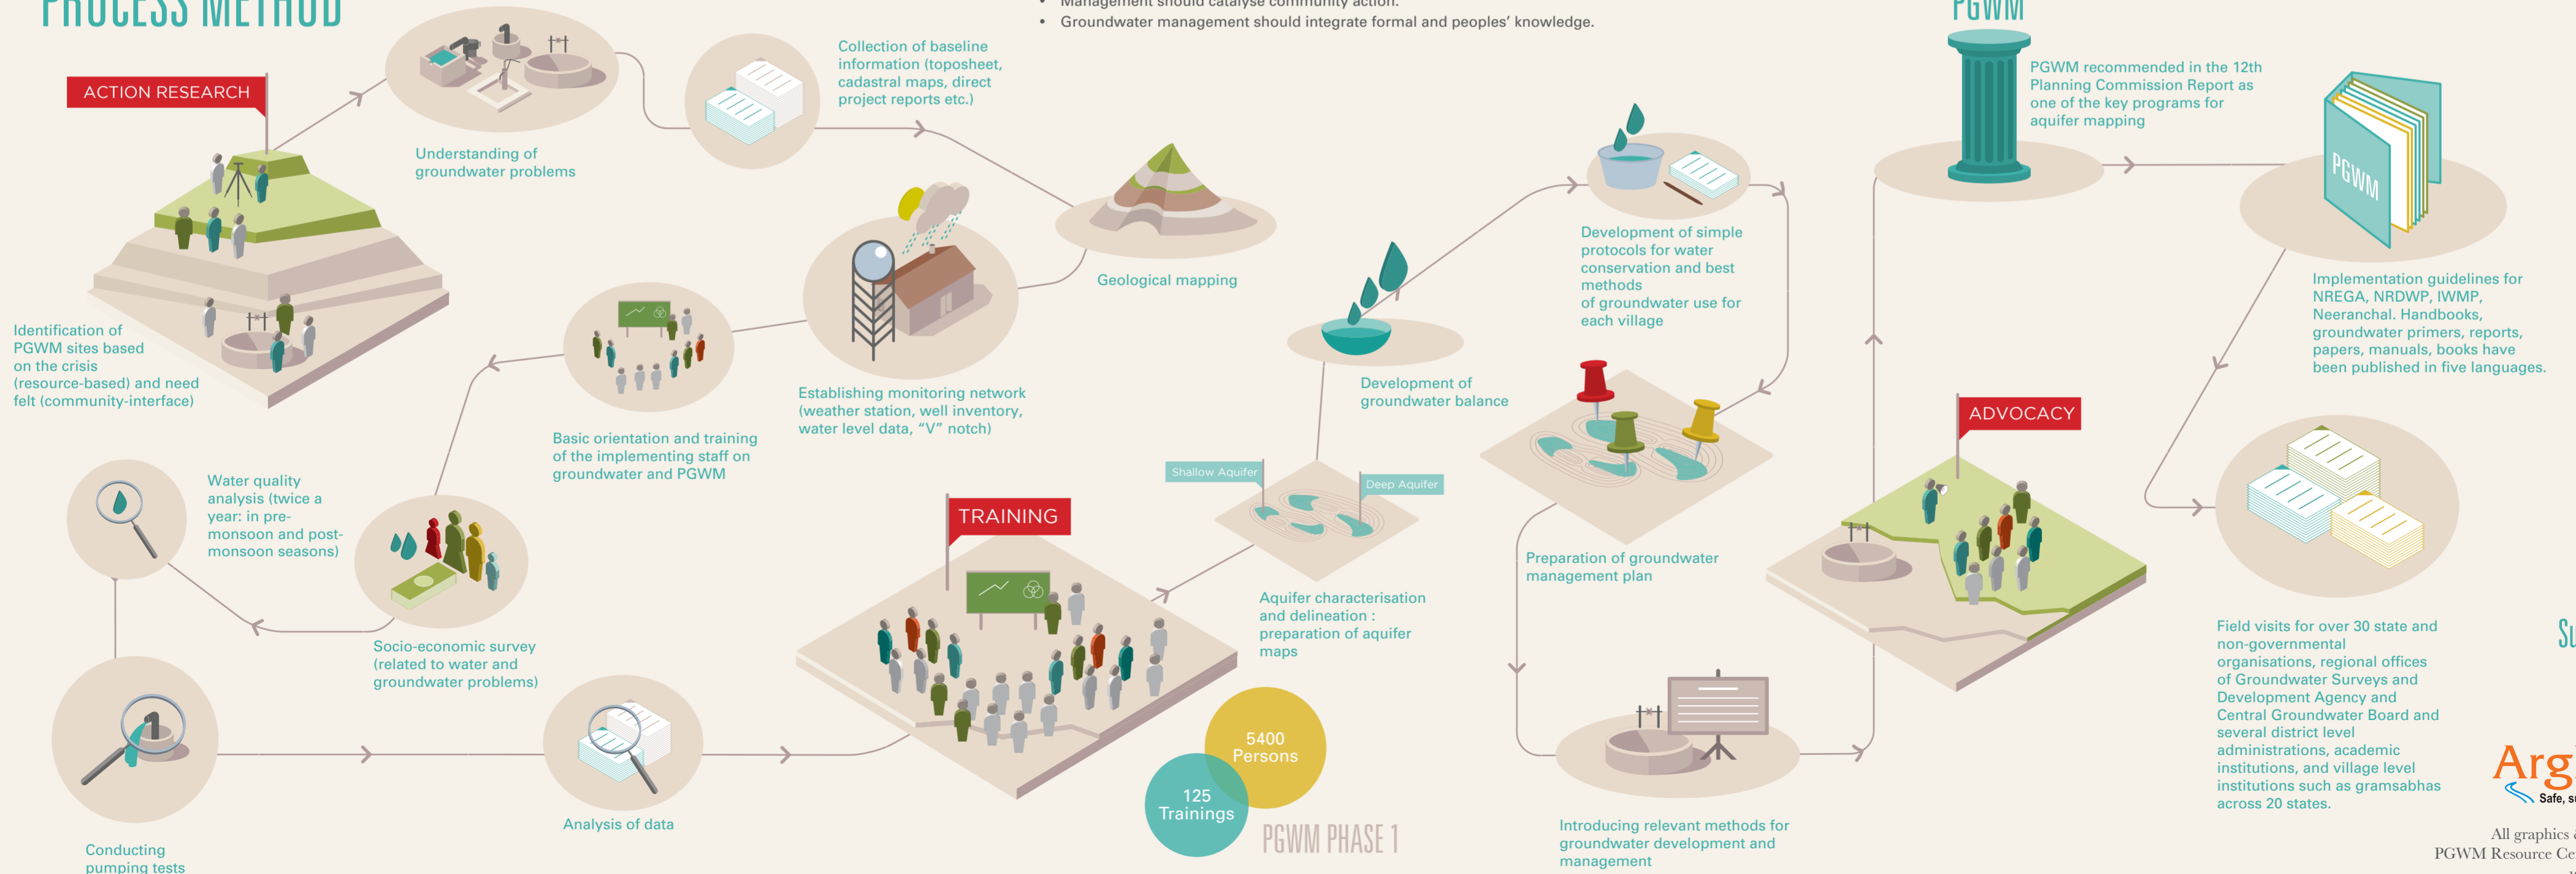 PROCESS METHOD
Management should catalyse community action.
• Groundwater management should integrate formal and peoples' knowledge.
ACTION RESEARCH
Identification of
PGWM sites based
on the crisis
(resource-based) and need
felt (community-interface)
Understanding of
groundwater problems
Collection of baseline
information (toposheet,
cadastral maps, direct
project reports etc.)
Geological mapping
Establishing monitoring network
(weather station, well inventory,
water level data, “V” notch)
Basic orientation and training
of the implementing staff on
groundwater and PGWM
Socio-economic survey
(related to water and
groundwater problems)
Water quality
analysis (twice a
year: in pre-
monsoon and post-
monsoon seasons)
Conducting
pumping tests
Analysis of data
TRAINING
5400
Persons
125
Trainings
PGWM PHASE 1
Shallow Aquifer
Deep Aquifer
Aquifer characterisation
and delineation :
preparation of aquifer
maps
Development of
groundwater balance
Development of simple
protocols for water
conservation and best
methods
of groundwater use for
each village
Preparation of groundwater
management plan
Introducing relevant methods for
groundwater development and
management
ADVOCACY
PGWM
PGWM recommended in the 12th
Planning Commission Report as
one of the key programs for
aquifer mapping
PGWM
Implementation guidelines for
NREGA, NRDWP, IWMP,
Neeranchal. Handbooks,
groundwater primers, reports,
papers, manuals, books have
been published in five languages.
Field visits for over 30 state and
non-governmental
organisations, regional offices
of Groundwater Surveys and
Development Agency and
Central Groundwater Board and
several district level
administrations, academic
institutions, and village level
institutions such as gramsabhas
across 20 states.
Su
Arg
Safe, su
All graphics
PGWM Resource Ce